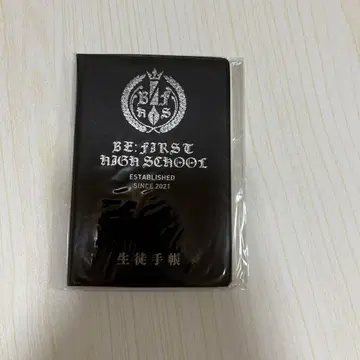 B F
H S
BE:FIRST
HIGH SCHOOL
ESTABLISHED
SINCE 2021
生徒手帳